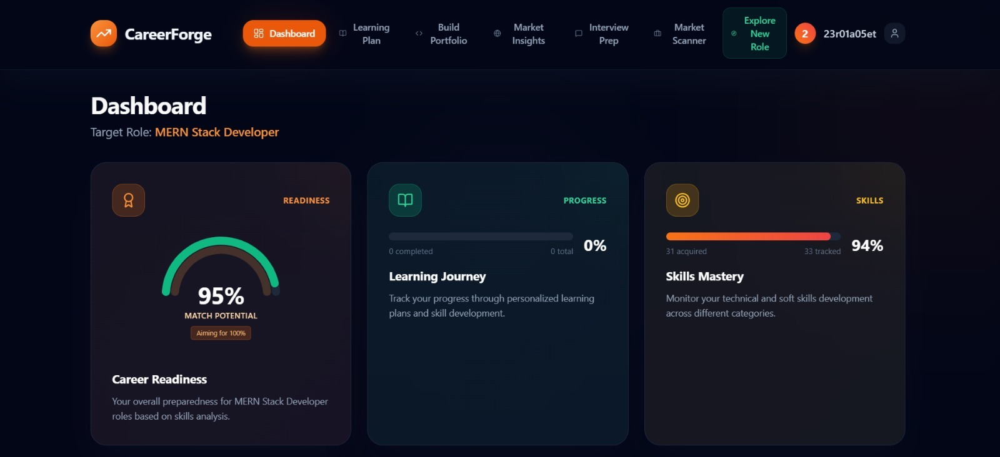 CareerForge
Dashboard
Learning
Plan
Build
Portfolio
Market
Insights
Interview
Prep
Market
Scanner
Explore
New
Role
2
23r01a05et
Dashboard
Target Role: MERN Stack Developer
READINESS
95%
MATCH POTENTIAL
Aiming for 100%
Career Readiness
Your overall preparedness for MERN Stack Developer
roles based on skills analysis.
PROGRESS
0 completed
0 total
0%
Learning Journey
Track your progress through personalized learning
plans and skill development.
SKILLS
31 acquired
33 tracked
94%
Skills Mastery
Monitor your technical and soft skills development
across different categories.